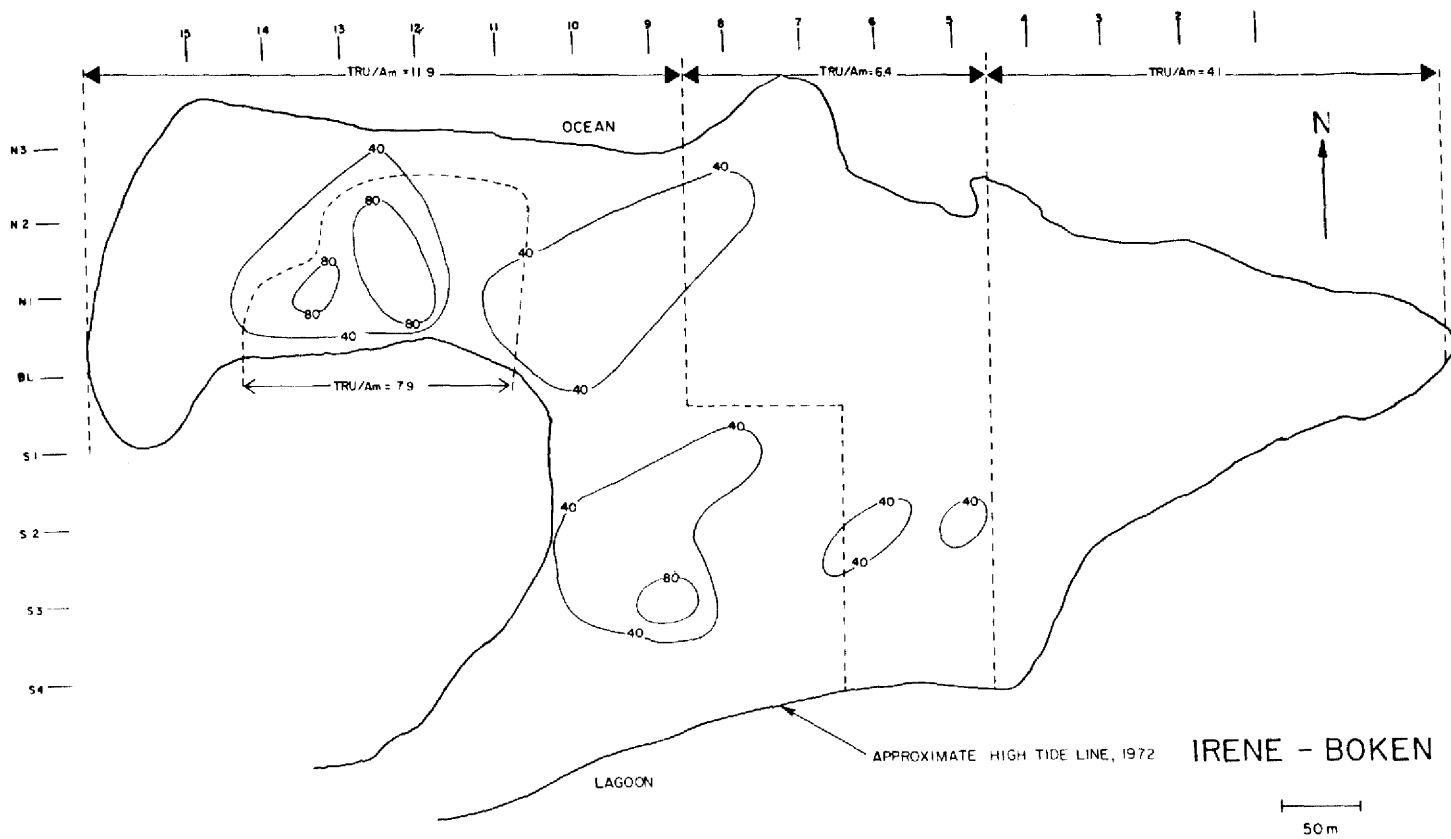 15 14 13 12 11 10 9 8 7 6 5 4 3 2 1
TRU/Am = 11.9 TRU/Am = 6.4 TRU/Am = 4.1
OCEAN
N
N3
40
40
N2
80
40
80
N1
80
80
40
40
BL
TRU/Am = 7.9
40
S1
40
40
40
S2
40
80
S3
40
S4
APPROXIMATE HIGH TIDE LINE, 1972
IRENE - BOKEN
LAGOON
50 m